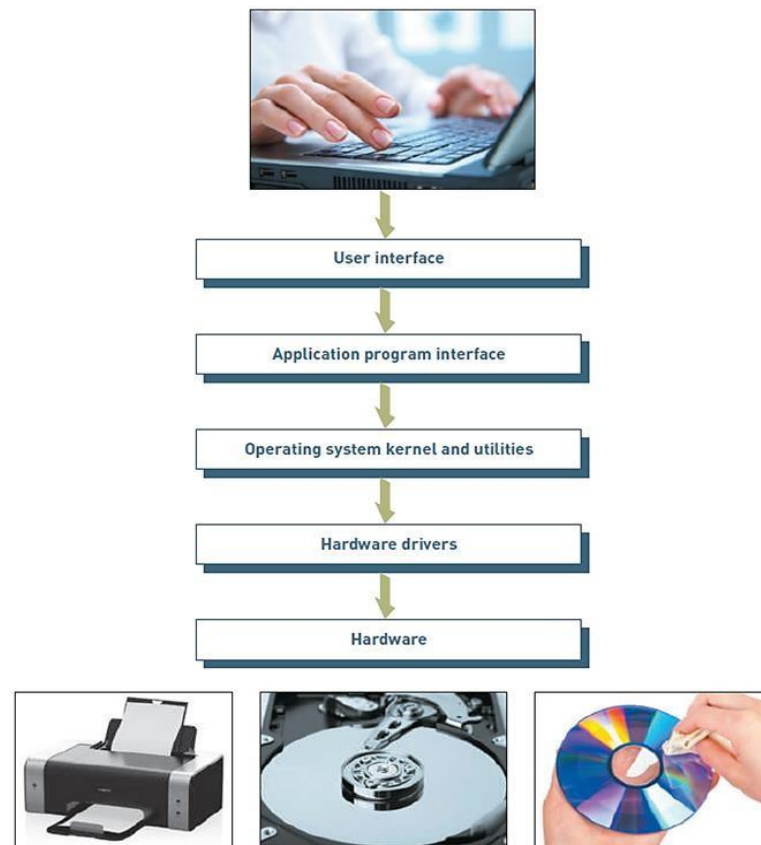 User interface
Application program interface
Operating system kernel and utilities
Hardware drivers
Hardware